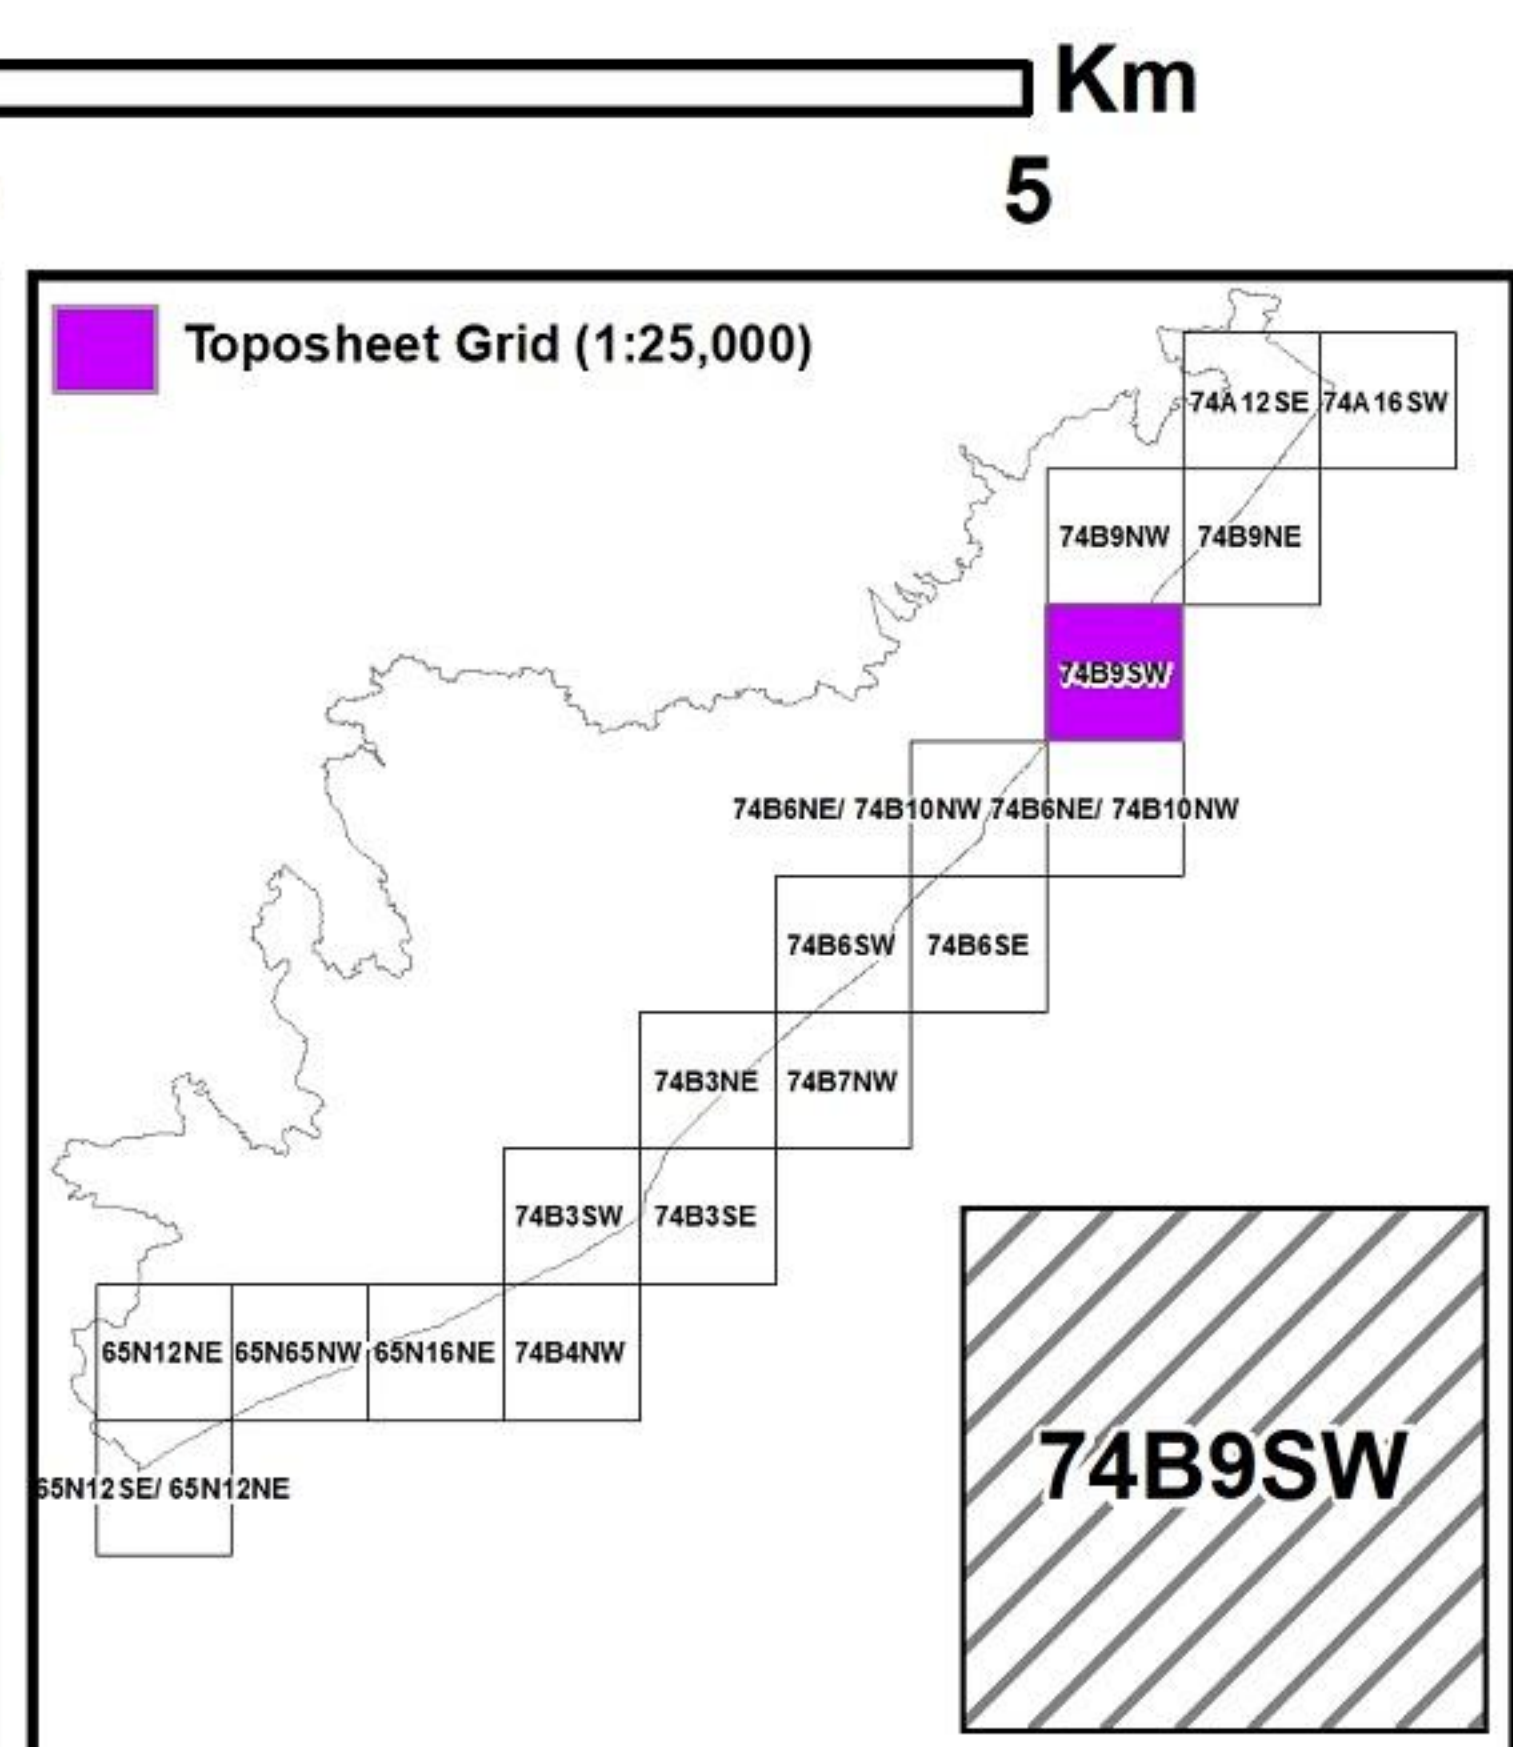 Km
5
Toposheet Grid (1:25,000)
74A12SE 74A16SW
74B9NW 74B9NE
74B9SW
74B6NE/ 74B10NW 74B6NE/ 74B10NW
74B6SW 74B6SE
74B3NE 74B7NW
74B3SW 74B3SE
65N12NE 65N65NW 65N16NE 74B4NW
74B9SW
65N12SE/ 65N12NE